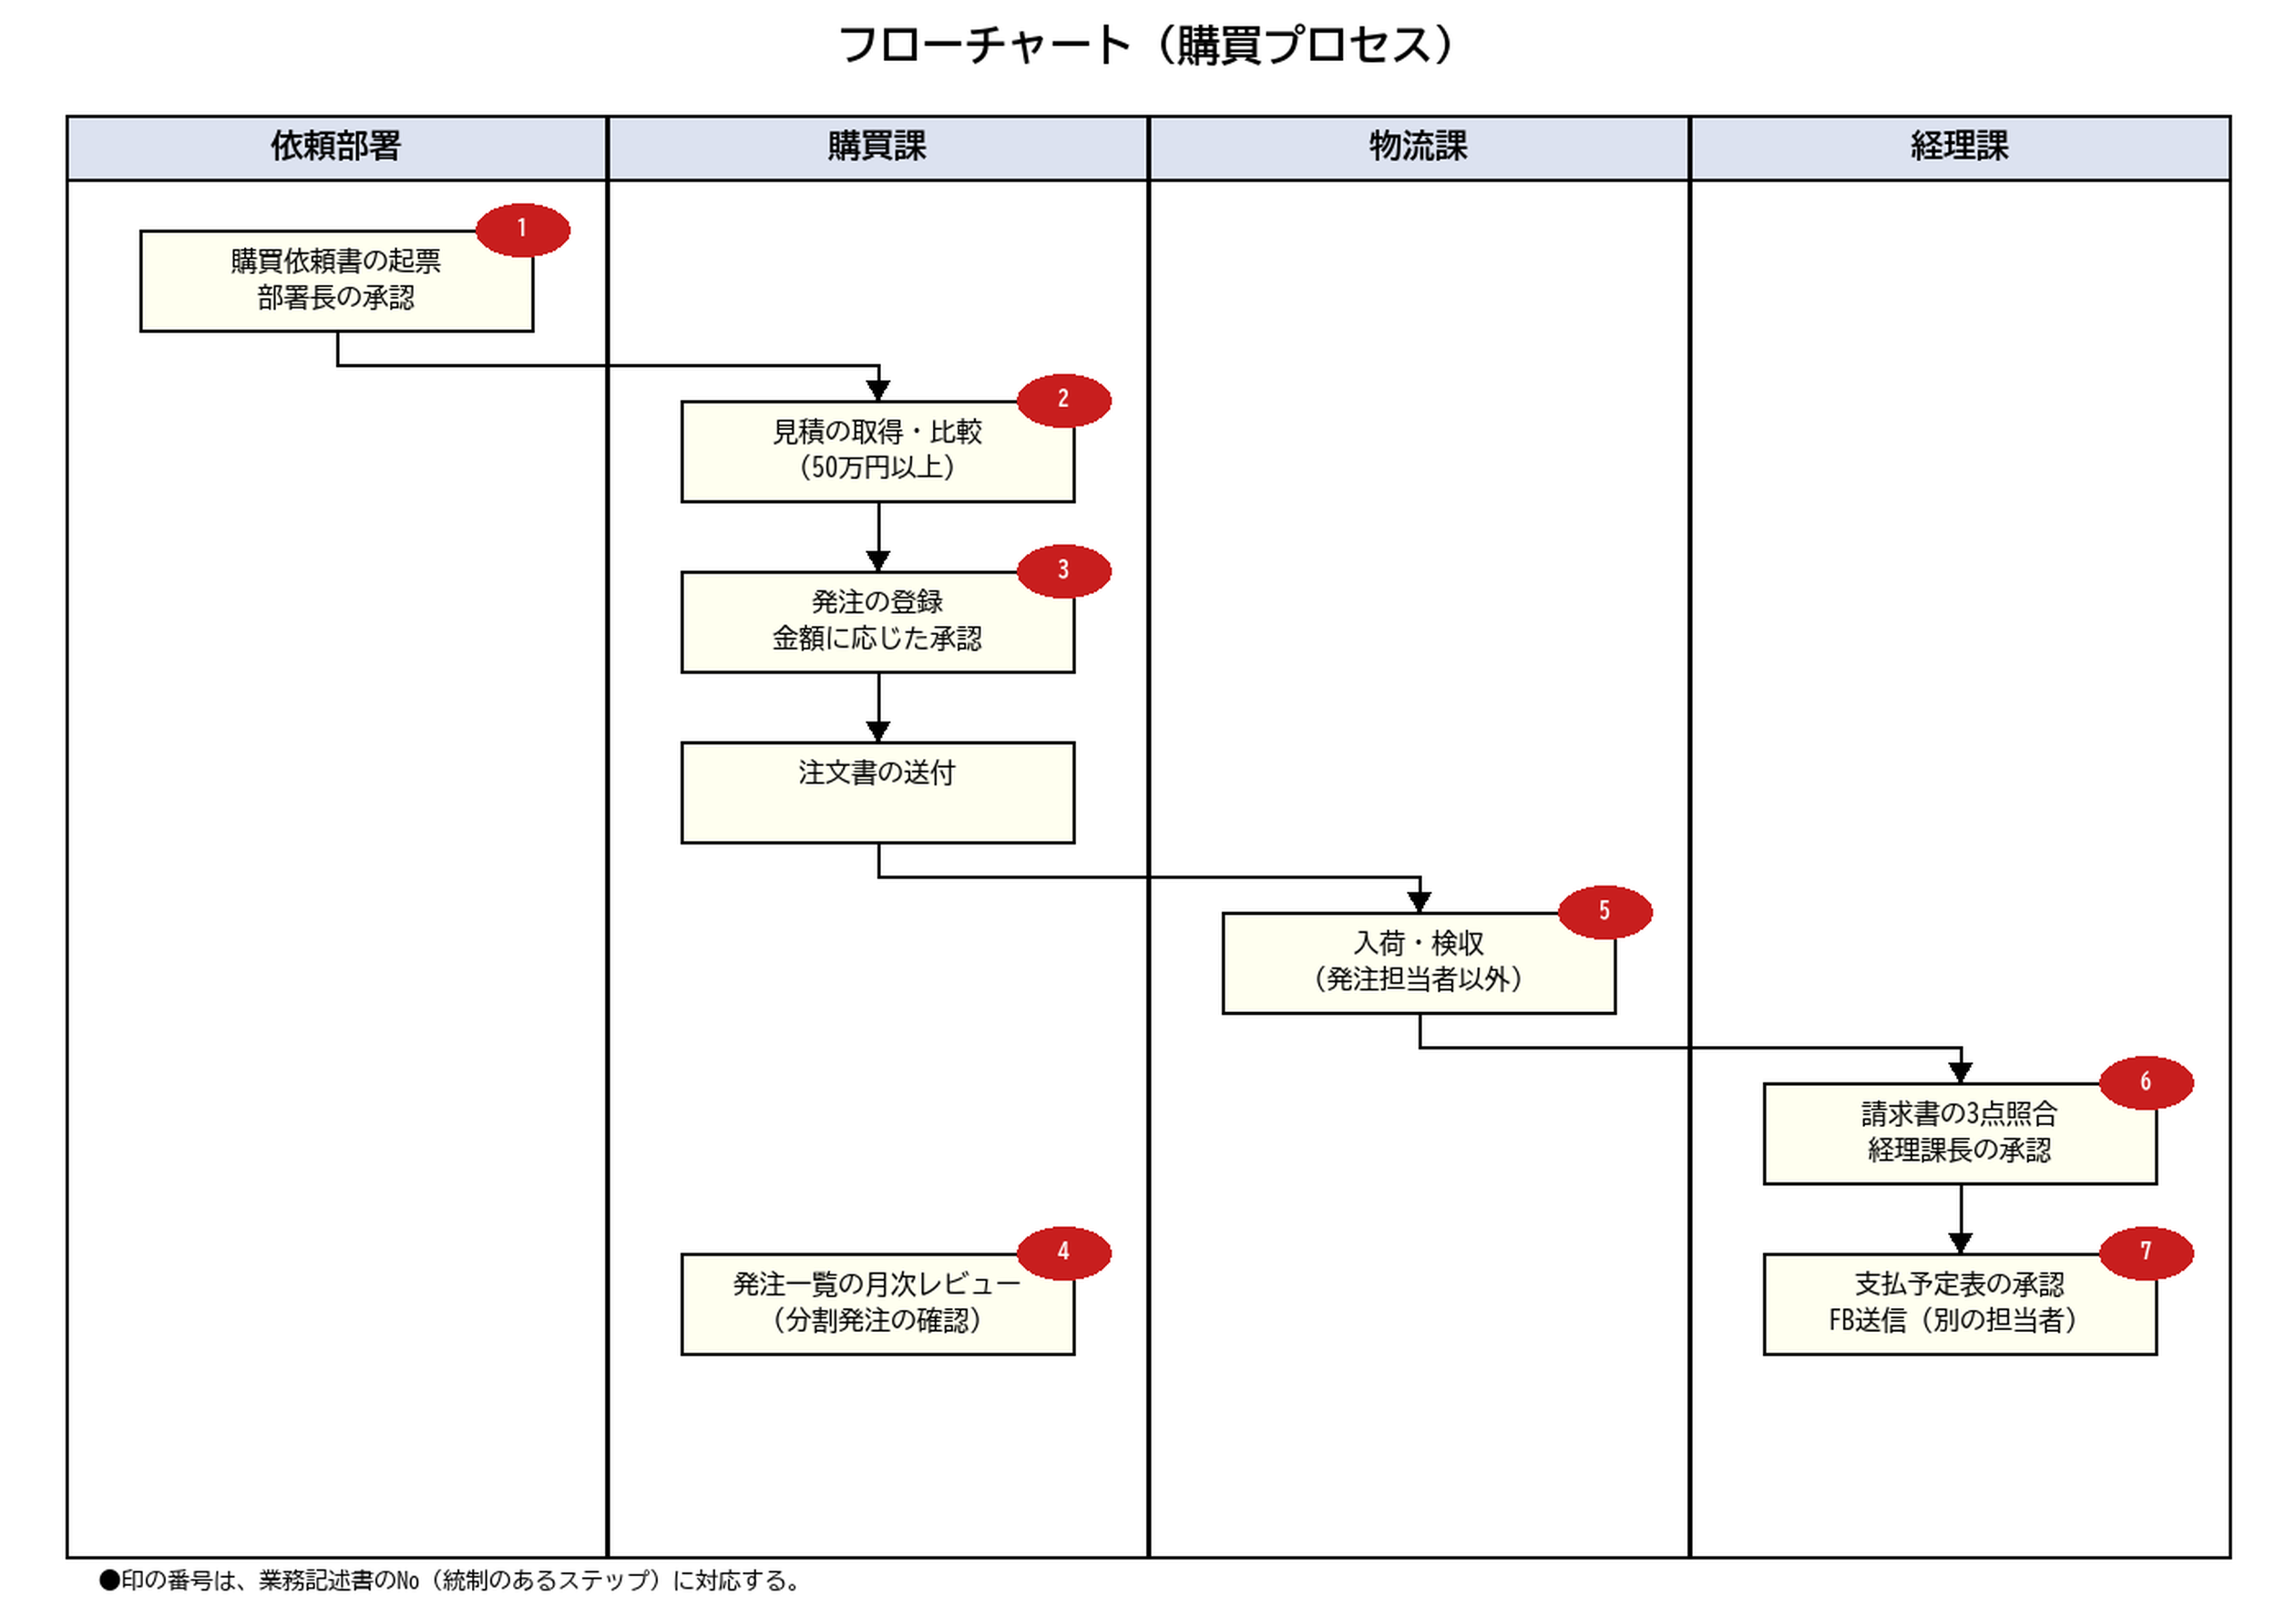 フローチャート（購買プロセス）
依頼部署
購買課
物流課
経理課
1
購買依頼書の起票
部署長の承認
2
見積の取得・比較
（50万円以上）
3
発注の登録
金額に応じた承認
注文書の送付
5
入荷・検収
（発注担当者以外）
6
請求書の3点照合
経理課長の承認
4
発注一覧の月次レビュー
（分割発注の確認）
7
支払予定表の承認
FB送信（別の担当者）
●印の番号は、業務記述書のNo（統制のあるステップ）に対応する。